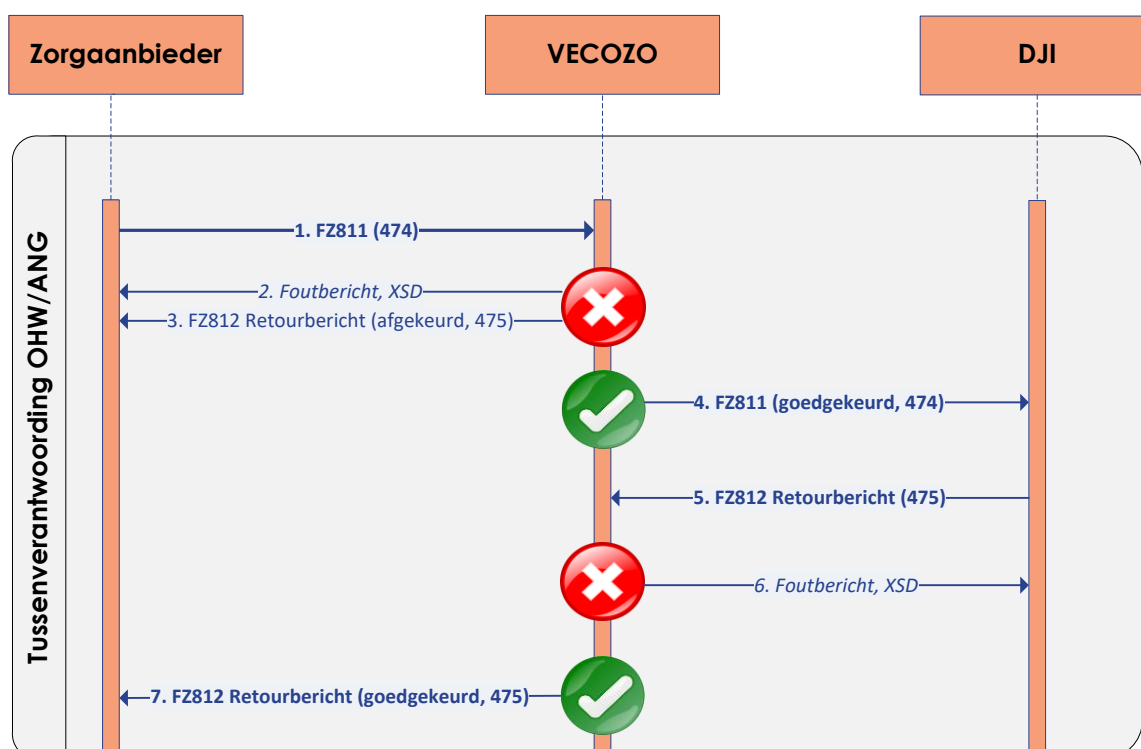 Zorgaanbieder
VECOZO
DJI
Tussenverantwoording OHW/ANG
1. FZ811 (474)
2. Foutbericht, XSD
3. FZ812 Retourbericht (afgekeurd, 475)
4. FZ811 (goedgekeurd, 474)
5. FZ812 Retourbericht (475)
6. Foutbericht, XSD
7. FZ812 Retourbericht (goedgekeurd, 475)